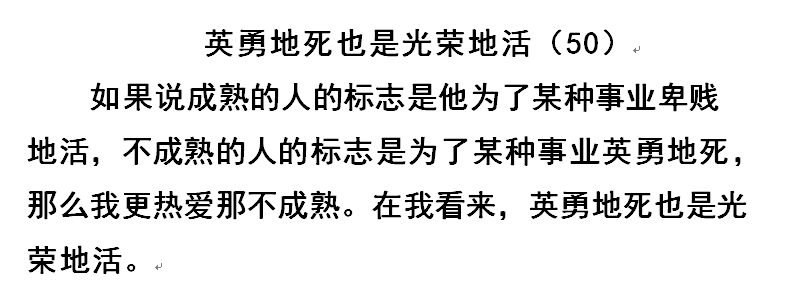 英勇地死也是光荣地活（50）
如果说成熟的人的标志是他为了某种事业卑贱
地活，不成熟的人的标志是为了某种事业英勇地死，
那么我更热爱那不成熟。在我看来，英勇地死也是光
荣地活。